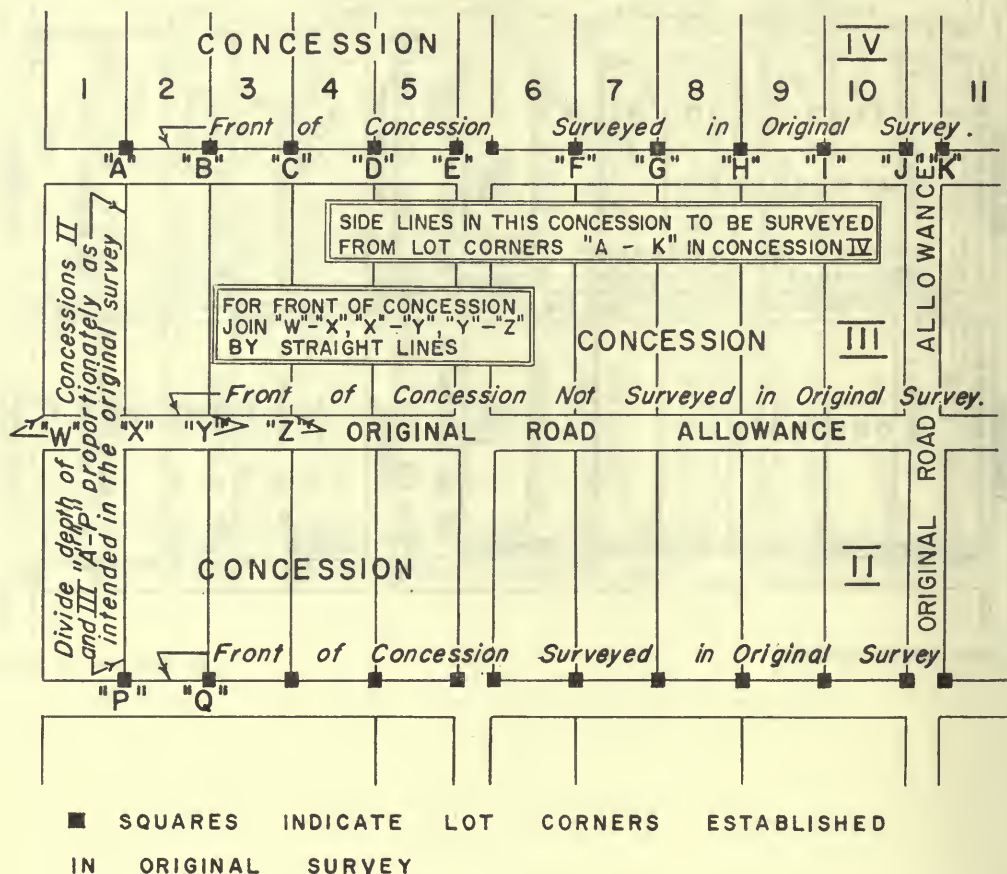 CONCESSION IV
1 2 3 4 5 6 7 8 9 10 11
Front of Concession Surveyed in Original Survey.
"A" "B" "C" "D" "E" "F" "G" "H" "I" "J" "K"
SIDE LINES IN THIS CONCESSION TO BE SURVEYED
FROM LOT CORNERS "A - K" IN CONCESSION IV
FOR FRONT OF CONCESSION
JOIN "W"-"X", "X"-"Y", "Y"-"Z"
BY STRAIGHT LINES
CONCESSION III
Front of Concession Not Surveyed in Original Survey.
"W" "X" "Y" "Z" ORIGINAL ROAD ALLOWANCE
Divide depth of Concessions II
and III "A-P" proportionately as
intended in the original survey
ORIGINAL ROAD ALLOWANCE
CONCESSION II
Front of Concession Surveyed in Original Survey
"P" "Q"
SQUARES INDICATE LOT CORNERS ESTABLISHED
IN ORIGINAL SURVEY